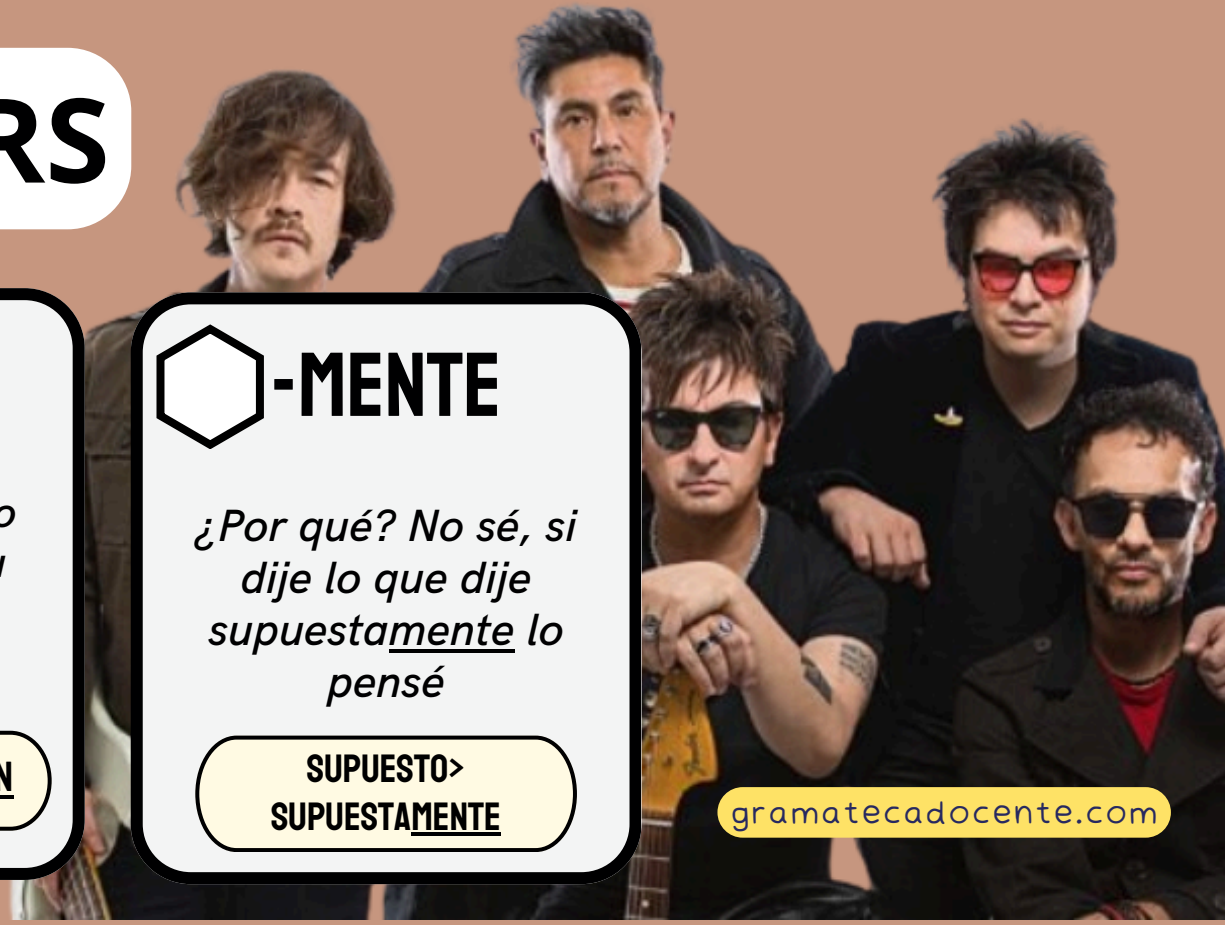 RS
-MENTE
¿Por qué? No sé, si
dije lo que dije
supuestamente lo
pensé
SUPUESTO>
SUPUESTAMENTE
gramatecadocente.com